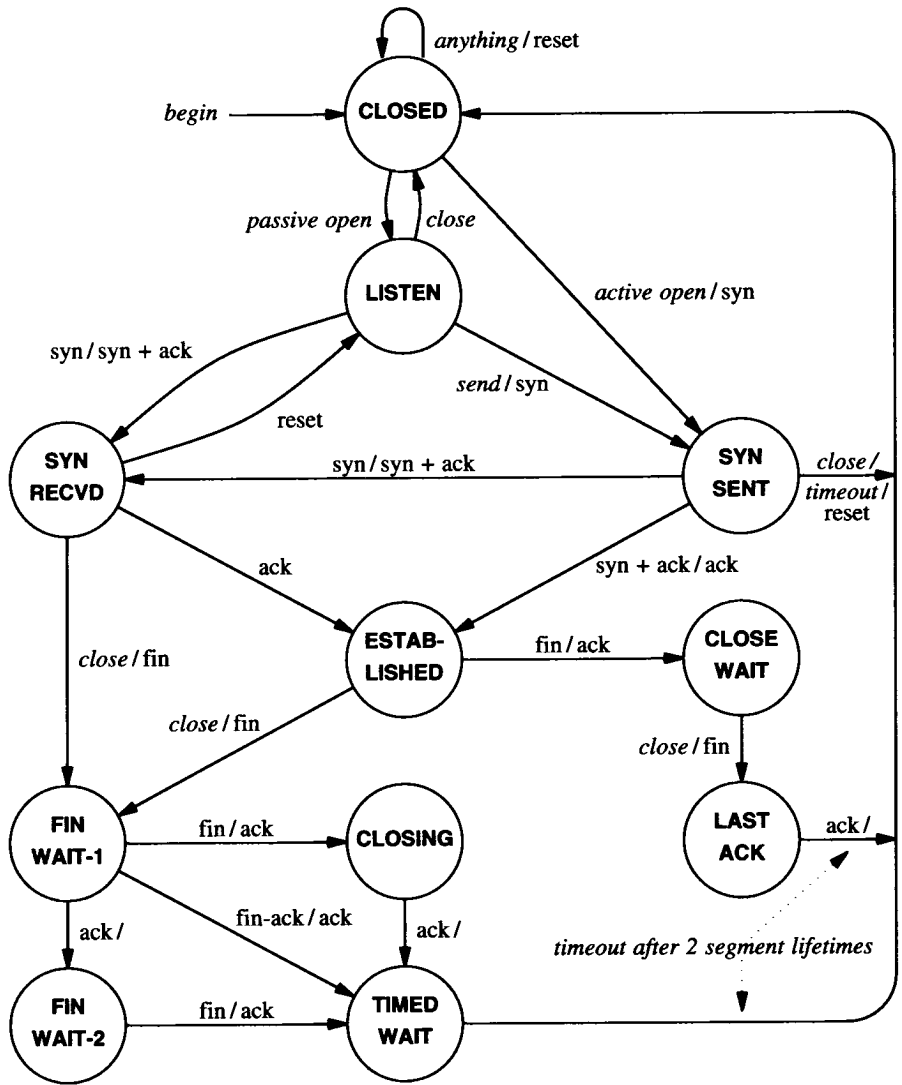 anything / reset
begin
CLOSED
passive open
close
LISTEN
active open / syn
syn / syn + ack
send / syn
reset
SYN
RECVD
syn / syn + ack
SYN
SENT
close /
timeout /
reset
ack
syn + ack / ack
close / fin
ESTAB-
LISHED
fin / ack
CLOSE
WAIT
close / fin
close / fin
FIN
WAIT-1
fin / ack
CLOSING
LAST
ACK
ack /
ack /
fin-ack / ack
ack /
timeout after 2 segment lifetimes
FIN
WAIT-2
fin / ack
TIMED
WAIT